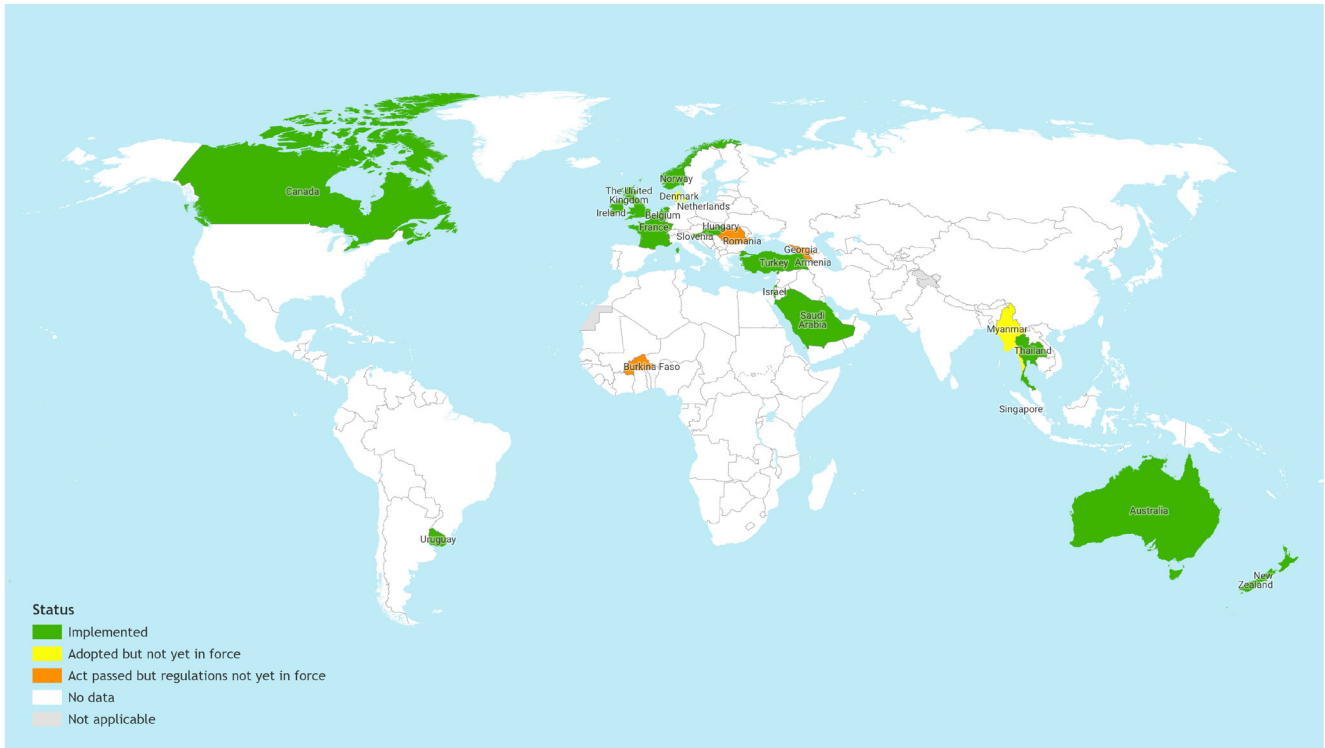 Canada
Norway
The United
Kingdom
Denmark
Netherlands
Ireland
Belgium
France
Hungary
Slovenia
Romania
Georgia
Turkey
Armenia
Israel
Saudi
Arabia
Myanmar
Thailand
Burkina Faso
Singapore
Australia
Uruguay
New
Zealand
Status
Implemented
Adopted but not yet in force
Act passed but regulations not yet in force
No data
Not applicable